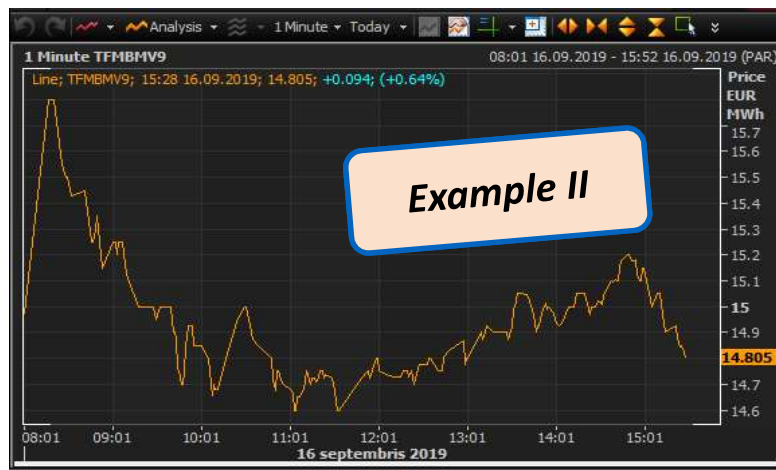 Analysis 1 Minute Today
1 Minute TFMBMV9 08:01 16.09.2019 - 15:52 16.09.2019 (PAR)
Line; TFMBMV9; 15:28 16.09.2019; 14.805; +0.094; (+0.64%)
Price
EUR
MWh
15.7
15.6
15.5
15.4
15.3
15.2
15.1
15
14.9
14.805
14.7
14.6
Example II
08:01 09:01 10:01 11:01 12:01 13:01 14:01 15:01
16 septembris 2019